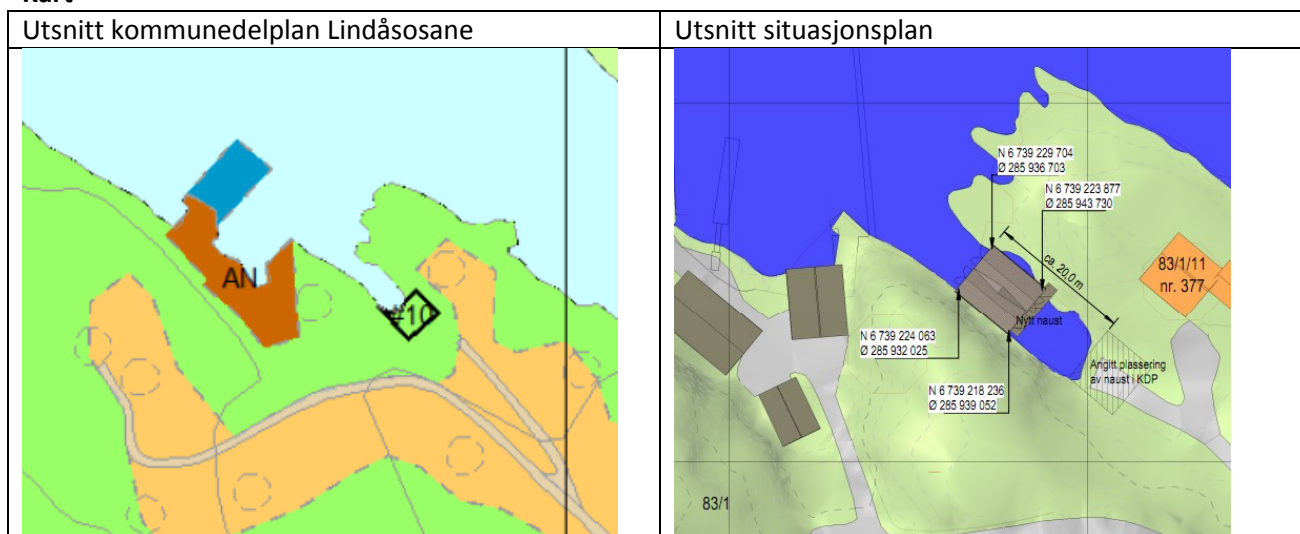 Kart
Utsnitt kommunedelplan Lindåsosane
Utsnitt situasjonsplan
AN
#10
N 6 739 229 704
Ø 285 936 703
N 6 739 223 877
Ø 285 943 730
ca. 20,0 m
83/1/11
nr. 377
Nytt naust
N 6 739 224 063
Ø 285 932 025
Angitt plassering
av naust i KDP
N 6 739 218 236
Ø 285 939 052
83/1